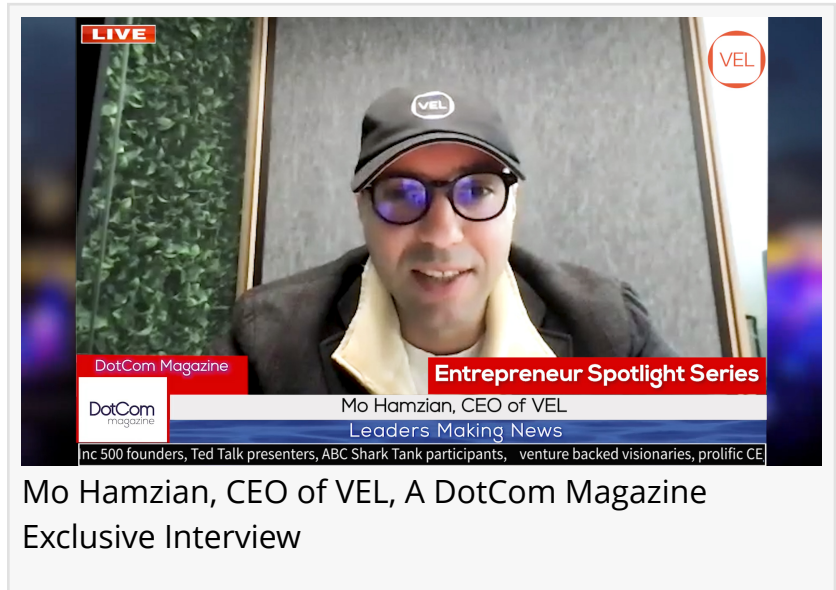 LIVE
VEL
VEL
DotCom Magazine
Entrepreneur Spotlight Series
DotCom
magazine
Mo Hamzian, CEO of VEL
Leaders Making News
Inc 500 founders, Ted Talk presenters, ABC Shark Tank participants, venture backed visionaries, prolific CE
Mo Hamzian, CEO of VEL, A DotCom Magazine
Exclusive Interview